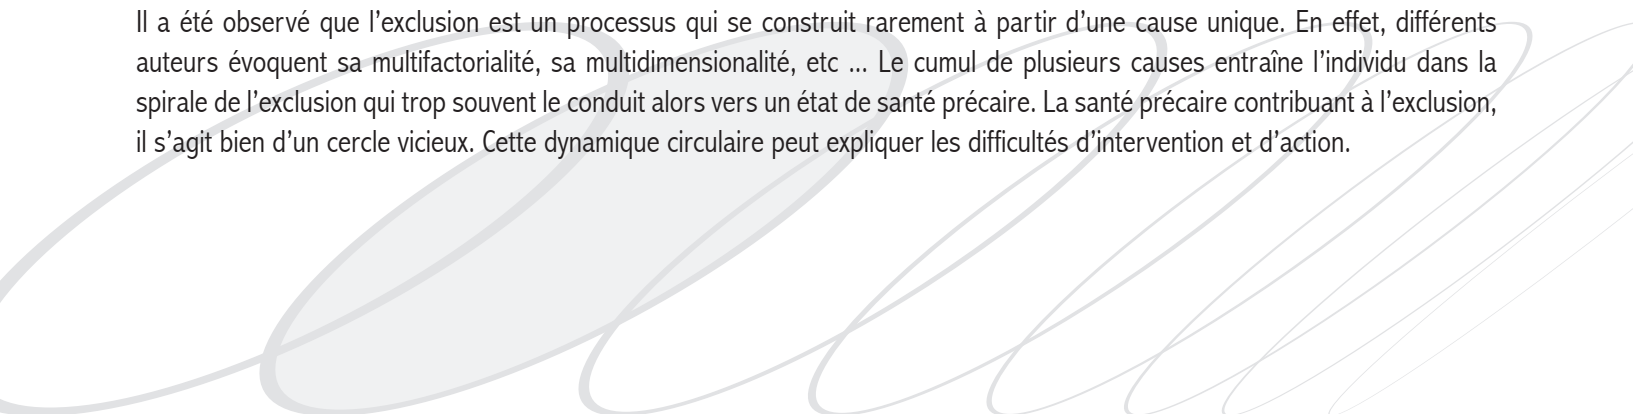 Il a été observé que l’exclusion est un processus qui se construit rarement à partir d’une cause unique. En effet, différents
auteurs évoquent sa multifactorialité, sa multidimensionalité, etc ... Le cumul de plusieurs causes entraîne l’individu dans la
spirale de l’exclusion qui trop souvent le conduit alors vers un état de santé précaire. La santé précaire contribuant à l’exclusion,
il s’agit bien d’un cercle vicieux. Cette dynamique circulaire peut expliquer les difficultés d’intervention et d’action.